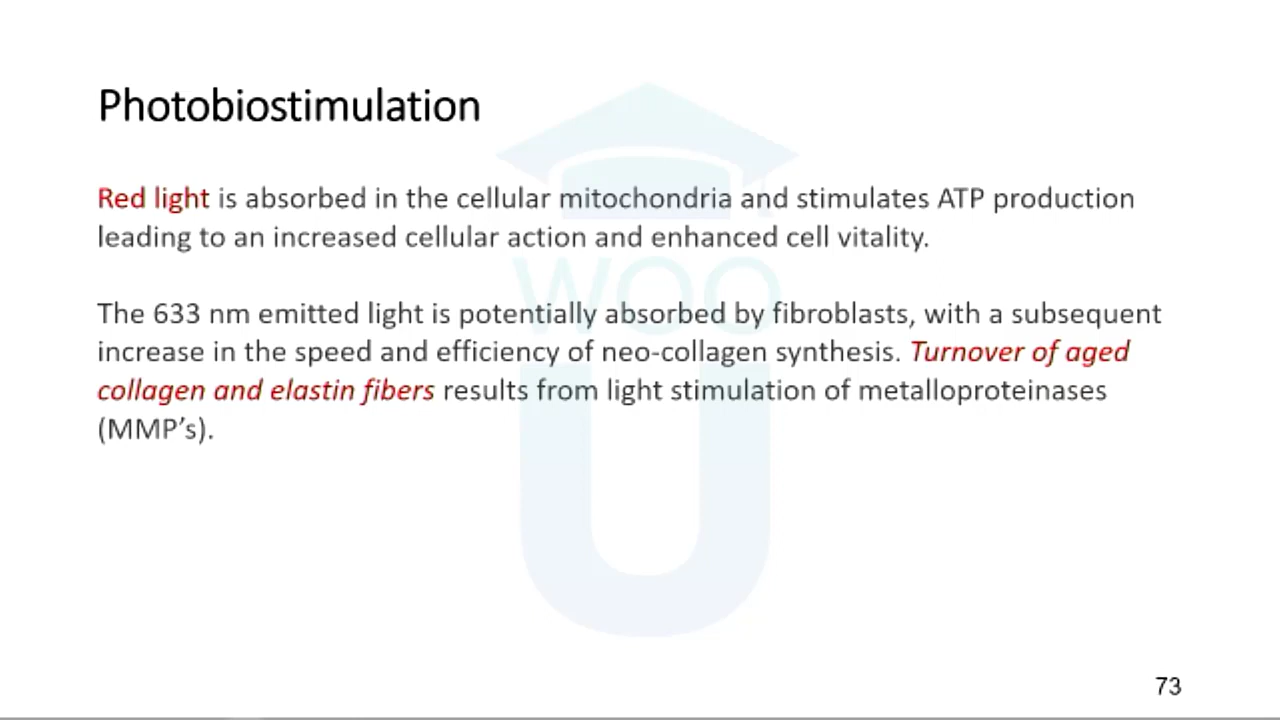 Photobiostimulation
Red light is absorbed in the cellular mitochondria and stimulates ATP production
leading to an increased cellular action and enhanced cell vitality.
The 633 nm emitted light is potentially absorbed by fibroblasts, with a subsequent
increase in the speed and efficiency of neo-collagen synthesis. Turnover of aged
collagen and elastin fibers results from light stimulation of metalloproteinases
(MMP’s).
WOO
U
73